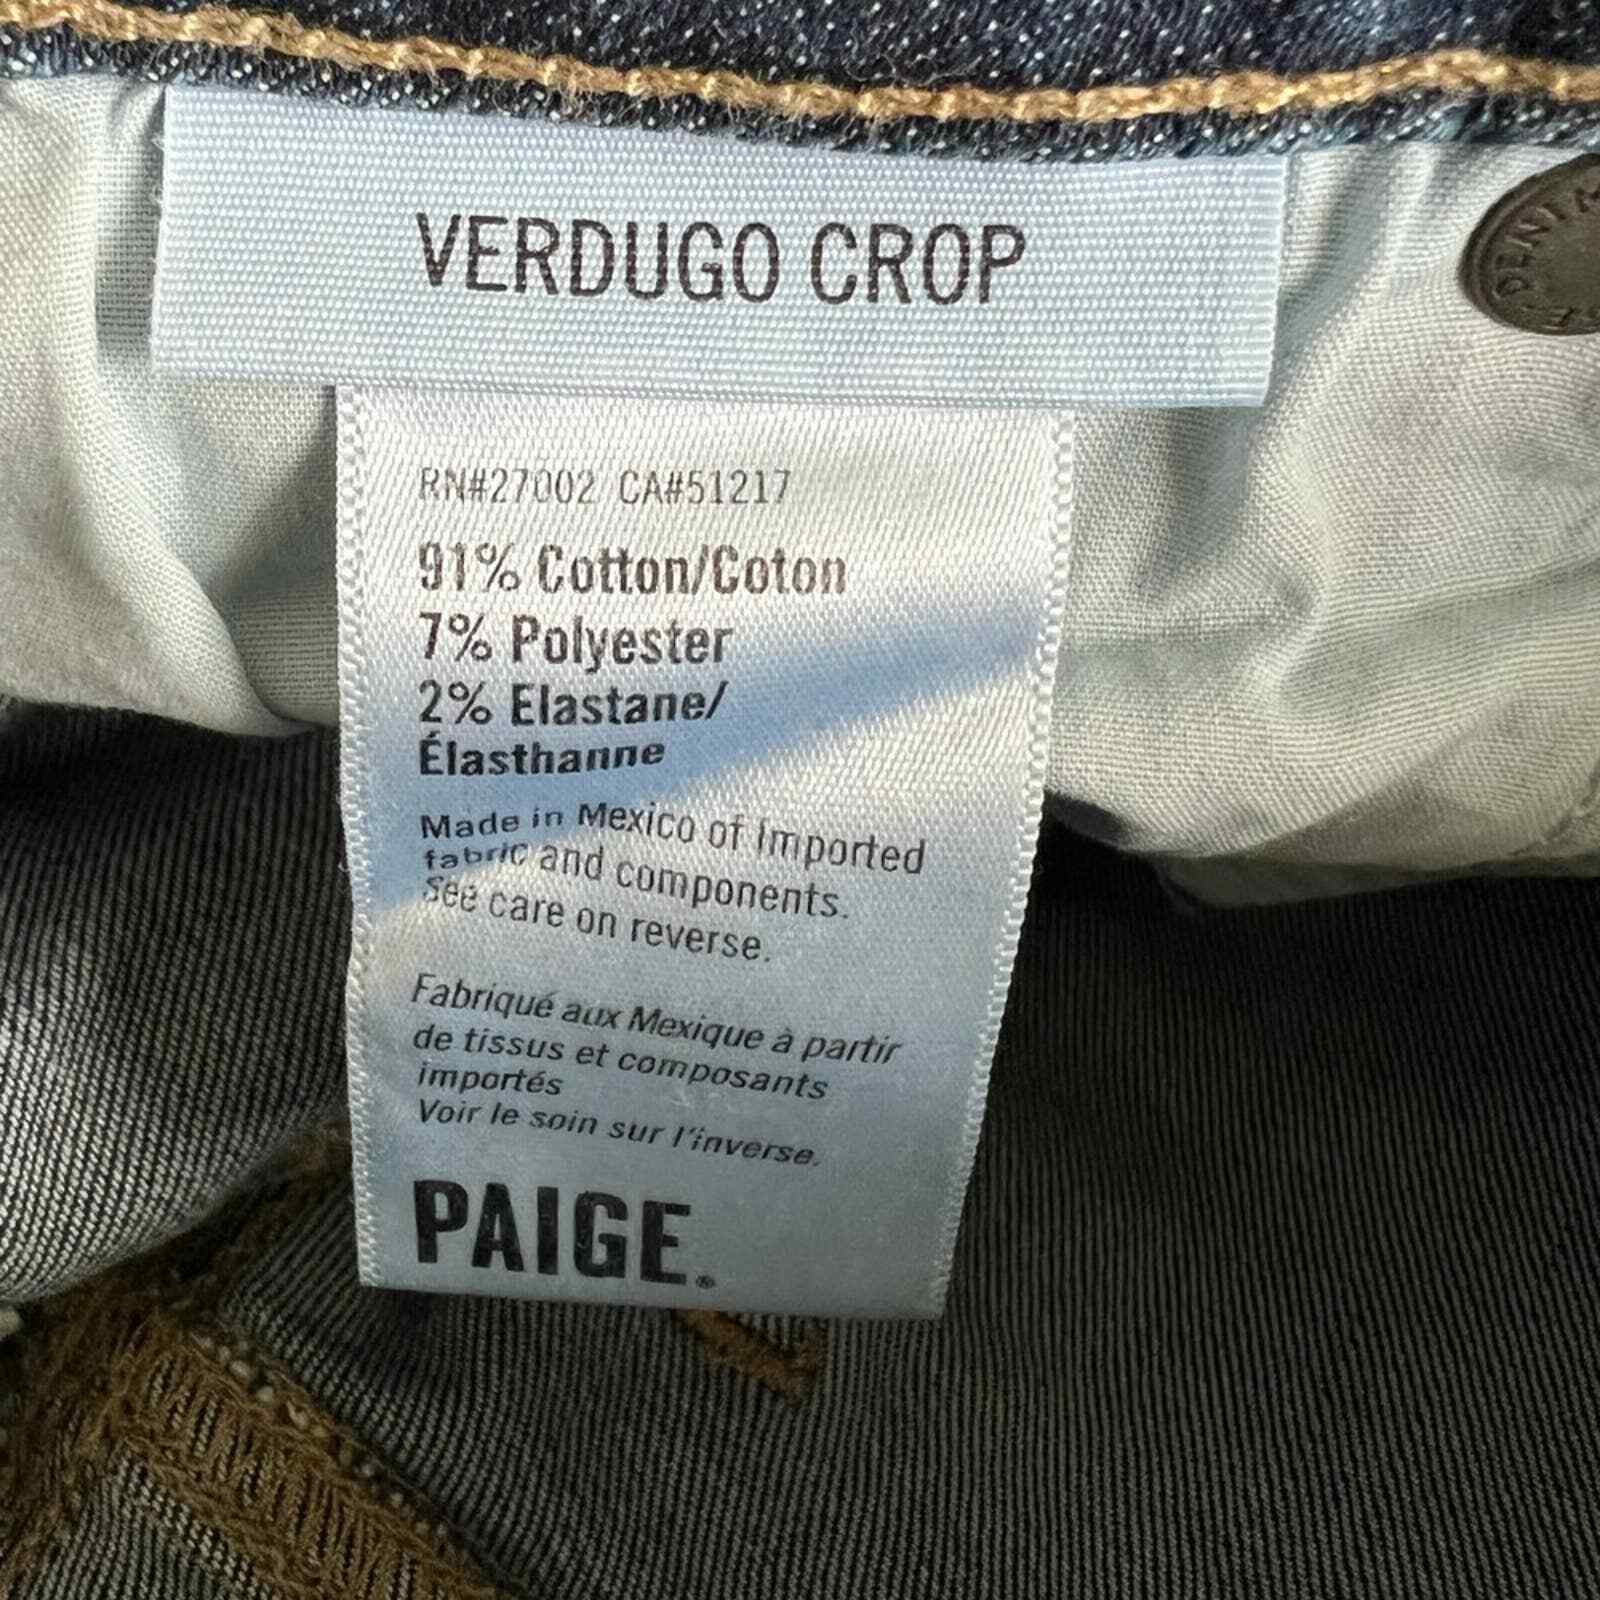 VERDUGO CROP
RN#27002 CA#51217
91% Cotton/Coton
7% Polyester
2% Elastane/
Élasthanne
Made in Mexico of Imported
fabric and components.
See care on reverse.
Fabriqué aux Mexique à partir
de tissus et composants
importés
Voir le soin sur l'inverse.
PAIGE®